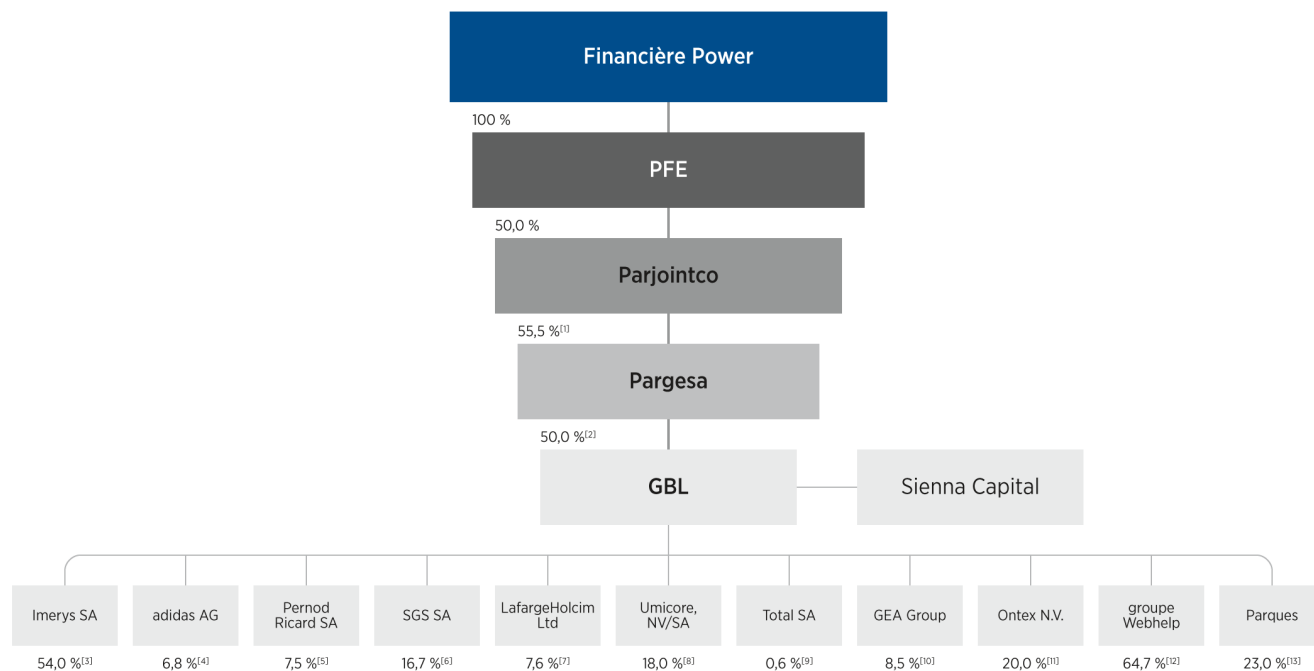 Financière Power
100 %
PFE
50,0 %
Parjointco
55,5 %[1]
Pargesa
50,0 %[2]
GBL
Sienna Capital
Imerys SA
adidas AG
Pernod
Ricard SA
SGS SA
LafargeHolcim
Ltd
Umicore,
NV/SA
Total SA
GEA Group
Ontex N.V.
groupe
Webhelp
Parques
54,0 %[3]
6,8 %[4]
7,5 %[5]
16,7 %[6]
7,6 %[7]
18,0 %[8]
0,6 %[9]
8,5 %[10]
20,0 %[11]
64,7 %[12]
23,0 %[13]